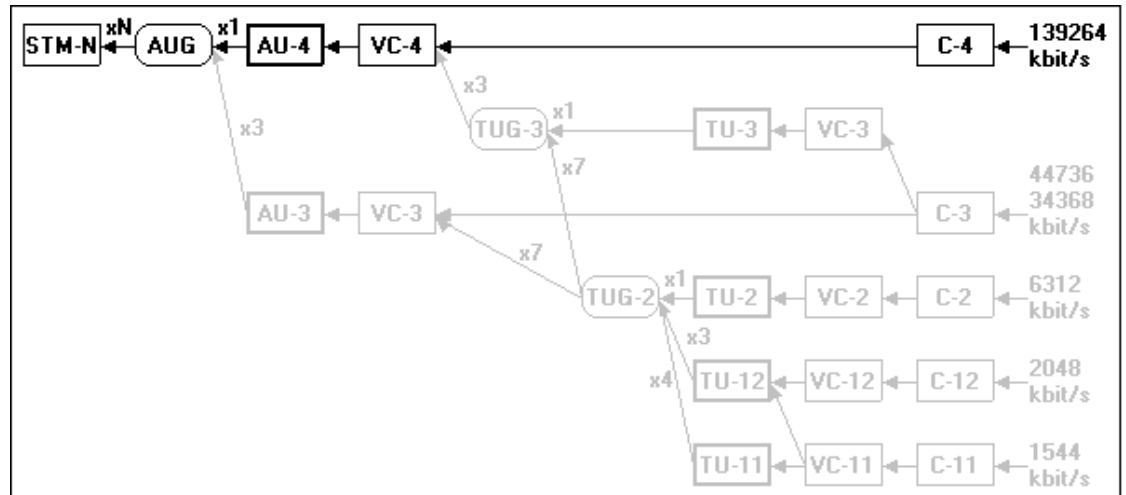 STM-N xN AUG x1 AU-4 VC-4 C-4 139264
kbit/s
x3
x3 TUG-3 x1 TU-3 VC-3
x7
44736
AU-3 VC-3 C-3 34368
kbit/s
x7
TUG-2 x1 TU-2 VC-2 C-2 6312
kbit/s
x3
x4 TU-12 VC-12 C-12 2048
kbit/s
TU-11 VC-11 C-11 1544
kbit/s